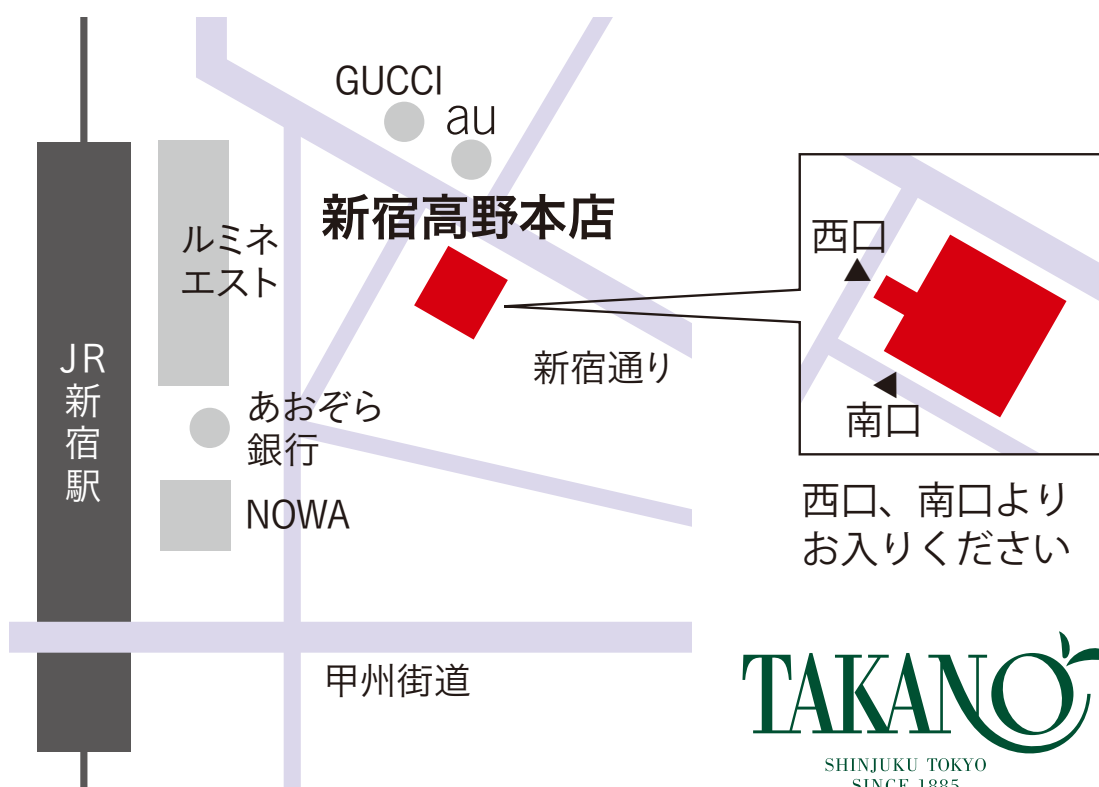 GUCCI
au
新宿高野本店
ルミネ
エスト
JR
新宿駅
新宿通り
あおぞら
銀行
NOWA
甲州街道
西口
南口
西口、南口より
お入りください
TAKANO
SHINJUKU TOKYO
SINCE 1885